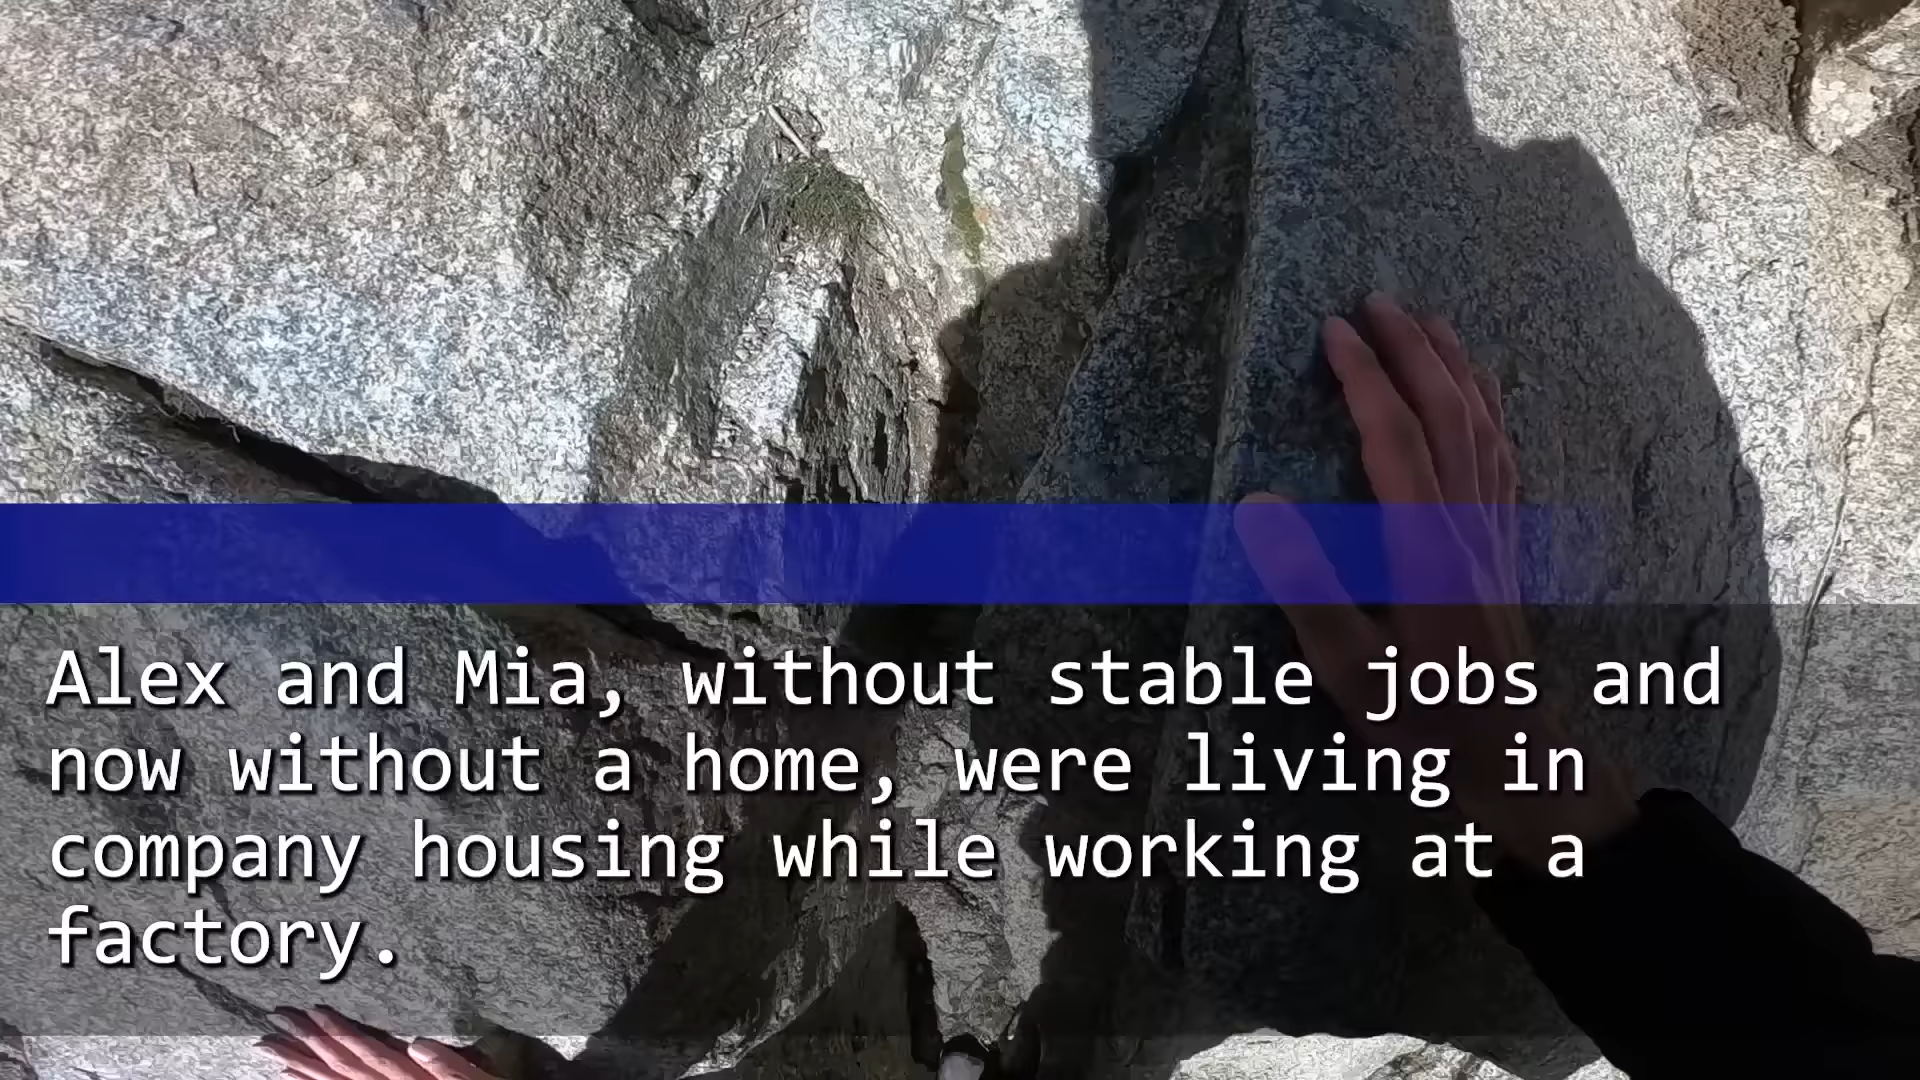 Alex and Mia, without stable jobs and
now without a home, were living in
company housing while working at a
factory.